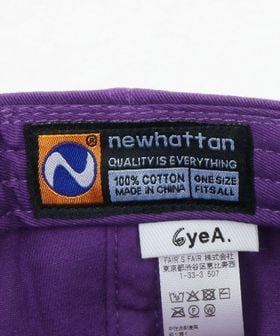 ®
newhattan
QUALITY IS EVERYTHING
100% COTTON
MADE IN CHINA
ONE SIZE
FITS ALL
6yeA.
FAIR'S FAIR 株式会社
東京都渋谷区恵比寿
1-33-3 507